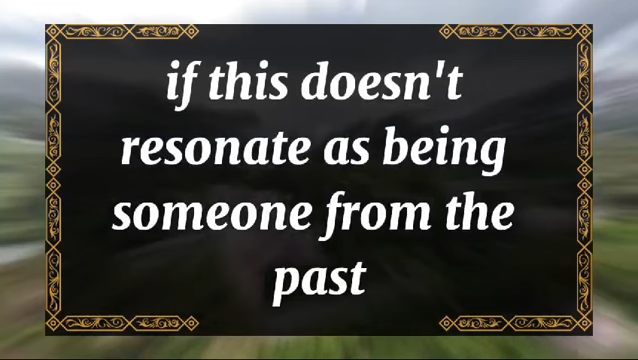 if this doesn't
resonate as being
someone from the
past